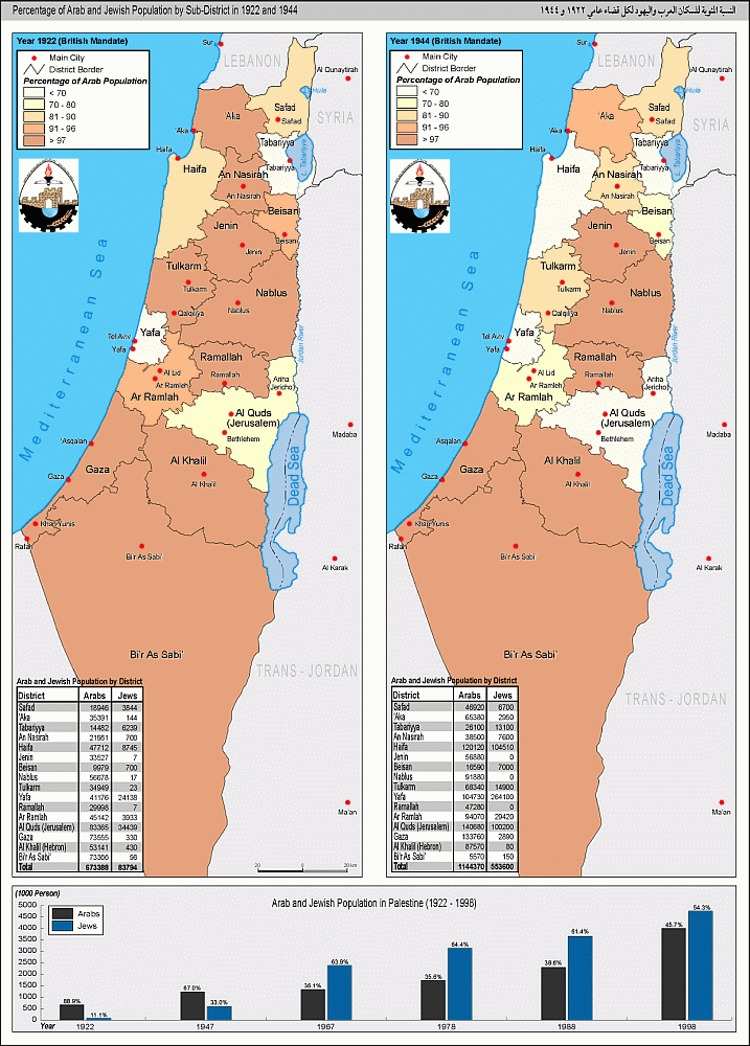 Percentage of Arab and Jewish Population by Sub-District in 1922 and 1944
النسبة المئوية للسكان العرب واليهود لكل قضاء عامي ١٩٢٢ و ١٩٤٤
Year 1922 (British Mandate)
Main City
District Border
Percentage of Arab Population
< 70
70 - 80
81 - 90
91 - 96
> 97
Sur
LEBANON
Al Qunaytirah
Hula
SYRIA
Safad
Safad
'Aka
'Aka
Tabariyya
Tabariyya
L. Tabariyya
Haifa
Haifa
An Nasirah
An Nasirah
Beisan
Beisan
Jenin
Jenin
Tulkarm
Tulkarm
Nablus
Nablus
Qalqiliya
Mediterranean Sea
Jordan River
Tel Aviv
Yafa
Yafa
Ramallah
Ramallah
Al Lid
Ar Ramleh
Ar Ramlah
Ariha
(Jericho)
Al Quds
(Jerusalem)
Bethlehem
Madaba
'Asqalan
Gaza
Gaza
Al Khalil
Al Khalil
Dead Sea
Khan Yunis
Rafah
Bi'r As Sabi'
Al Karak
Bi'r As Sabi'
TRANS - JORDAN
Ma'an
Arab and Jewish Population by District
District Arabs Jews
Safad 18946 3844
'Aka 35391 144
Tabariyya 14482 6239
An Nasirah 21951 700
Haifa 47712 8745
Jenin 33527 7
Beisan 9979 700
Nablus 56678 17
Tulkarm 34949 23
Yafa 41176 24138
Ramallah 29998 7
Ar Ramlah 45142 3933
Al Quds (Jerusalem) 83365 34439
Gaza 73555 330
Al Khalil (Hebron) 53141 430
Bi'r As Sabi' 73366 98
Total 673388 83794
20 0 20 km
Year 1944 (British Mandate)
Main City
District Border
Percentage of Arab Population
< 70
70 - 80
81 - 90
91 - 96
> 97
Sur
LEBANON
Al Qunaytirah
Hula
SYRIA
Safad
Safad
'Aka
'Aka
Tabariyya
Tabariyya
L. Tabariyya
Haifa
Haifa
An Nasirah
An Nasirah
Beisan
Beisan
Jenin
Jenin
Tulkarm
Tulkarm
Nablus
Nablus
Qalqiliya
Mediterranean Sea
Jordan River
Tel Aviv
Yafa
Yafa
Ramallah
Ramallah
Al Lid
Ar Ramleh
Ar Ramlah
Ariha
(Jericho)
Al Quds
(Jerusalem)
Bethlehem
Madaba
Asqalan
Gaza
Gaza
Al Khalil
Al Khalil
Dead Sea
Khan Yunis
Rafah
Bi'r As Sabi'
Al Karak
Bi'r As Sabi'
TRANS - JORDAN
Ma'an
Arab and Jewish Population by District
District Arabs Jews
Safad 46920 6700
'Aka 65380 2950
Tabariyya 26100 13100
An Nasirah 38500 7600
Haifa 120120 104510
Jenin 56880 0
Beisan 16590 7000
Nablus 91880 0
Tulkarm 68340 14900
Yafa 104730 264100
Ramallah 47280 0
Ar Ramlah 94070 29420
Al Quds (Jerusalem) 140680 100200
Gaza 133760 2890
Al Khalil (Hebron) 87570 80
Bi'r As Sabi' 5570 150
Total 1144370 553600
(1000 Person)
Arab and Jewish Population in Palestine (1922 - 1998)
Arabs
Jews
5000
4500
4000
3500
3000
2500
2000
1500
1000
500
88.9% 11.1%
67.0% 33.0%
36.1% 63.9%
35.6% 64.4%
38.6% 61.4%
45.7% 54.3%
Year 1922 1947 1967 1978 1988 1998